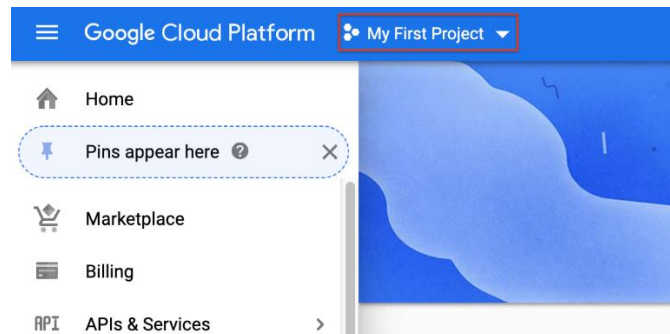 Google Cloud Platform My First Project
Home
Pins appear here ?
Marketplace
Billing
API APIs & Services